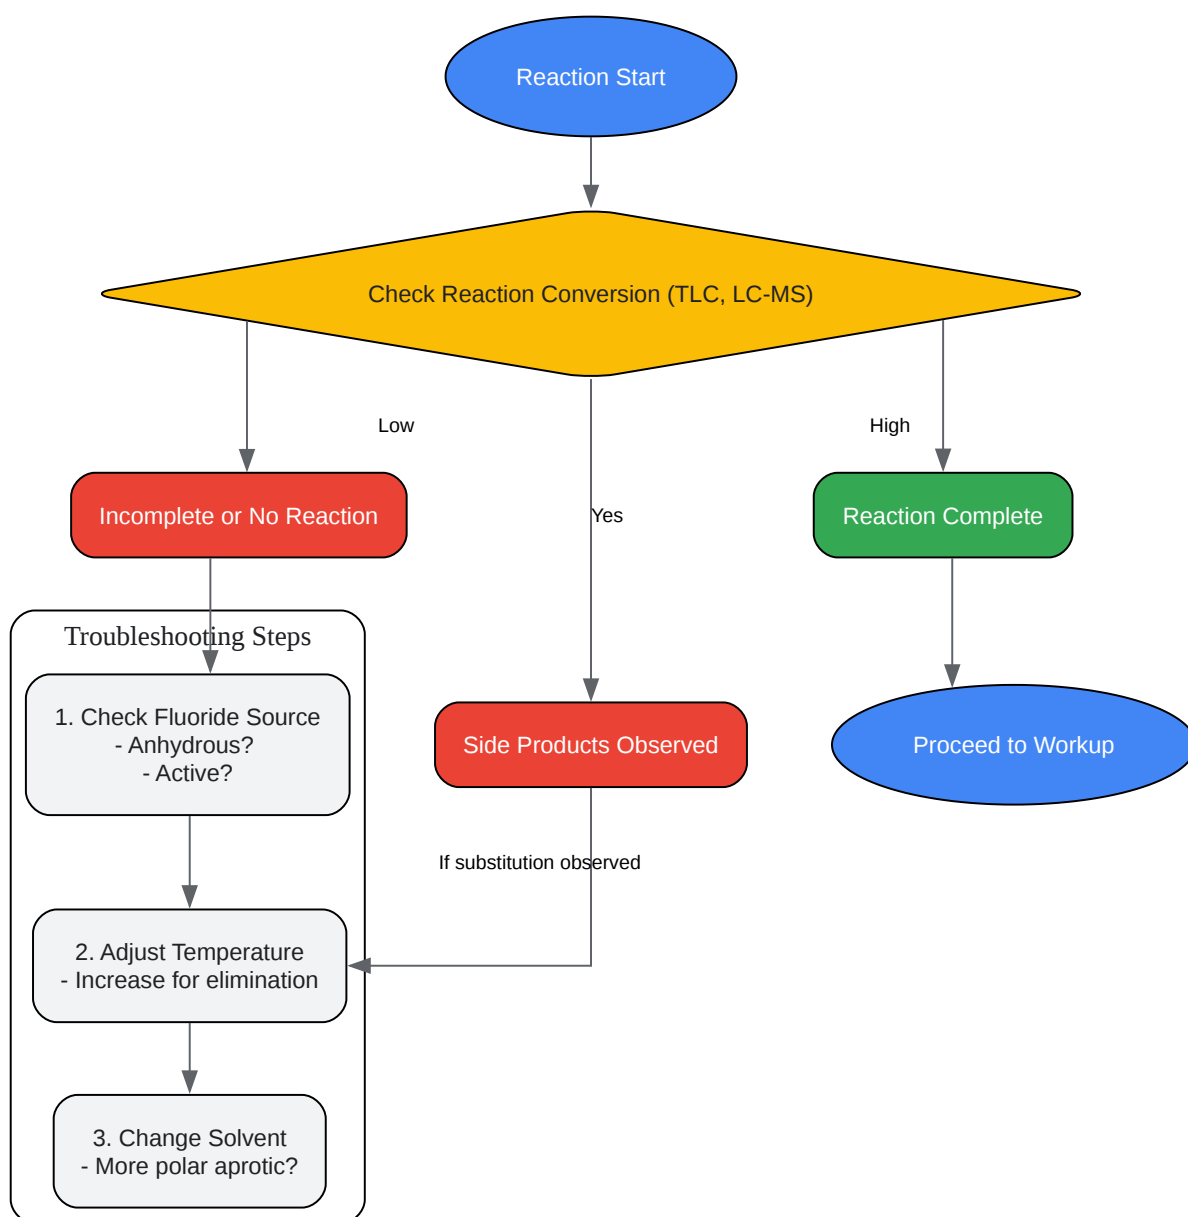 Reaction Start
Check Reaction Conversion (TLC, LC-MS)
Low
High
Incomplete or No Reaction
Yes
Reaction Complete
Troubleshooting Steps
1. Check Fluoride Source
- Anhydrous?
- Active?
Side Products Observed
Proceed to Workup
If substitution observed
2. Adjust Temperature
- Increase for elimination
3. Change Solvent
- More polar aprotic?